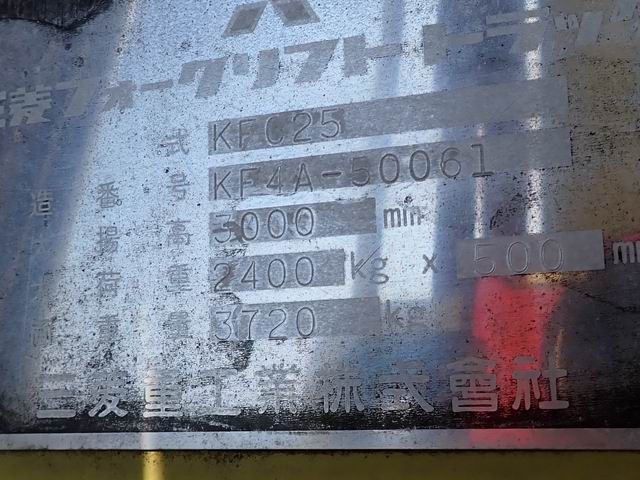 三菱フォークリフトトラック
式 KFC25
造 番 号 KF4A-50061
揚 高 3000 mm
荷 重 2400 Kg x 500 mm
重 量 3720 kg
三菱重工業株式會社